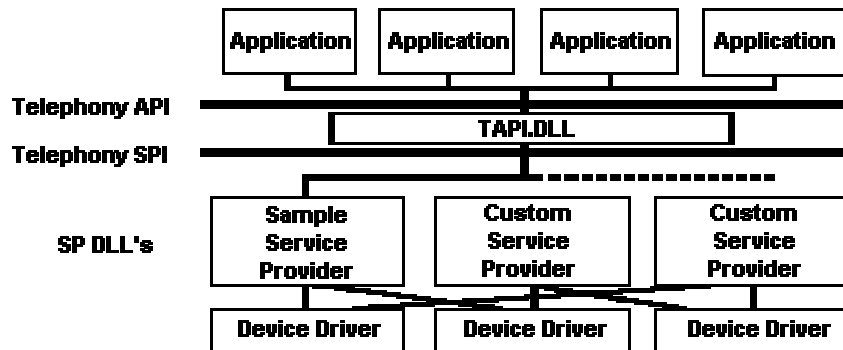 Application Application Application Application
Telephony API
TAPI.DLL
Telephony SPI
SP DLL's
Sample
Service
Provider
Custom
Service
Provider
Custom
Service
Provider
Device Driver Device Driver Device Driver